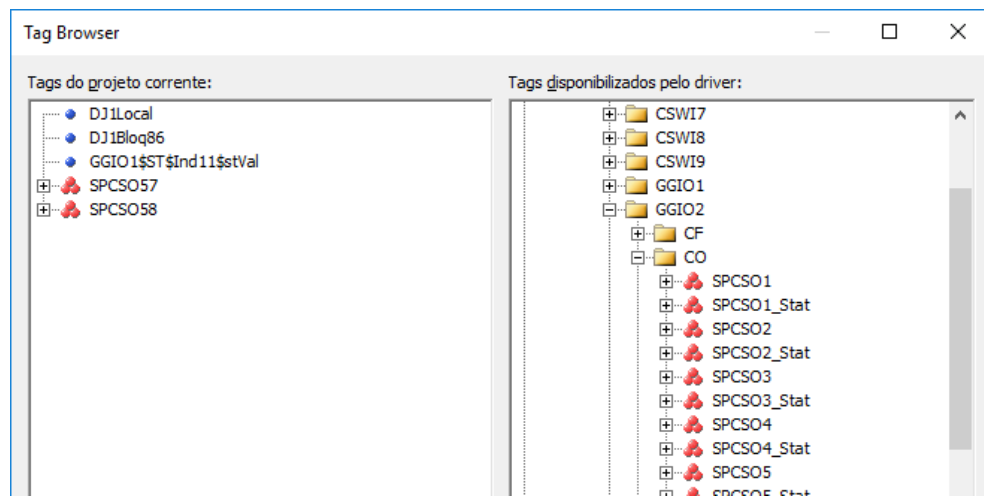 Tag Browser
Tags do projeto corrente:
DJ1Local
DJ1Bloq86
GGIO1$ST$Ind11$stVal
SPCSO57
SPCSO58
Tags disponibilizados pelo driver:
CSWI7
CSWI8
CSWI9
GGIO1
GGIO2
CF
CO
SPCSO1
SPCSO1_Stat
SPCSO2
SPCSO2_Stat
SPCSO3
SPCSO3_Stat
SPCSO4
SPCSO4_Stat
SPCSO5
SPCSO5_Stat